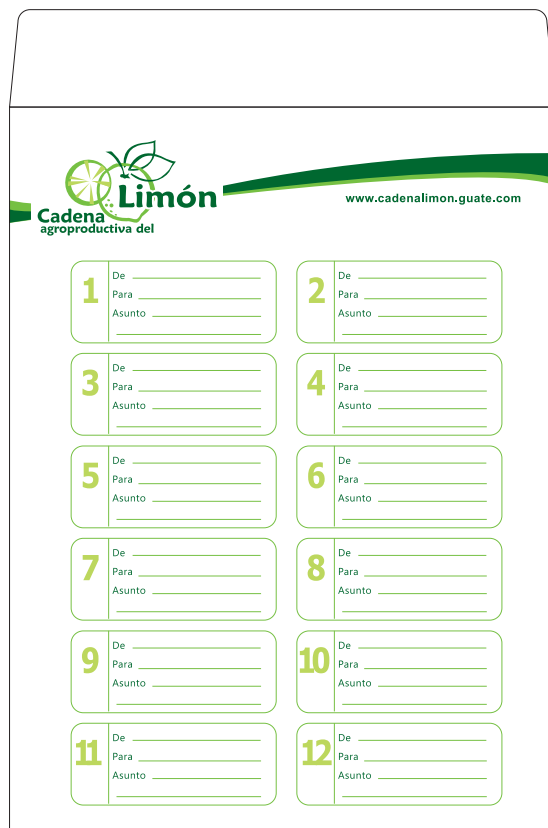 Limón
Cadena
agroproductiva del
www.cadenalimon.guate.com
1
De
Para
Asunto
2
De
Para
Asunto
3
De
Para
Asunto
4
De
Para
Asunto
5
De
Para
Asunto
6
De
Para
Asunto
7
De
Para
Asunto
8
De
Para
Asunto
9
De
Para
Asunto
10
De
Para
Asunto
11
De
Para
Asunto
12
De
Para
Asunto